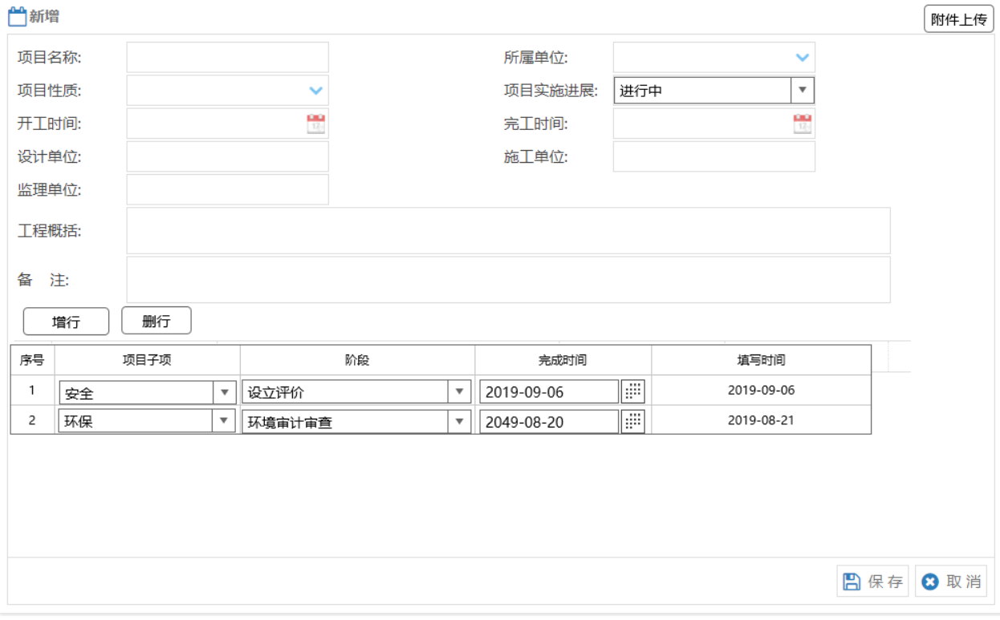 新增 附件上传
项目名称: 所属单位:
项目性质: 项目实施进展: 进行中
开工时间: 完工时间:
设计单位: 施工单位:
监理单位:
工程概括:
备 注:
增行 删行
序号 项目子项 阶段 完成时间 填写时间
1 安全 设立评价 2019-09-06 2019-09-06
2 环保 环境审计审查 2049-08-20 2019-08-21
保存 取消